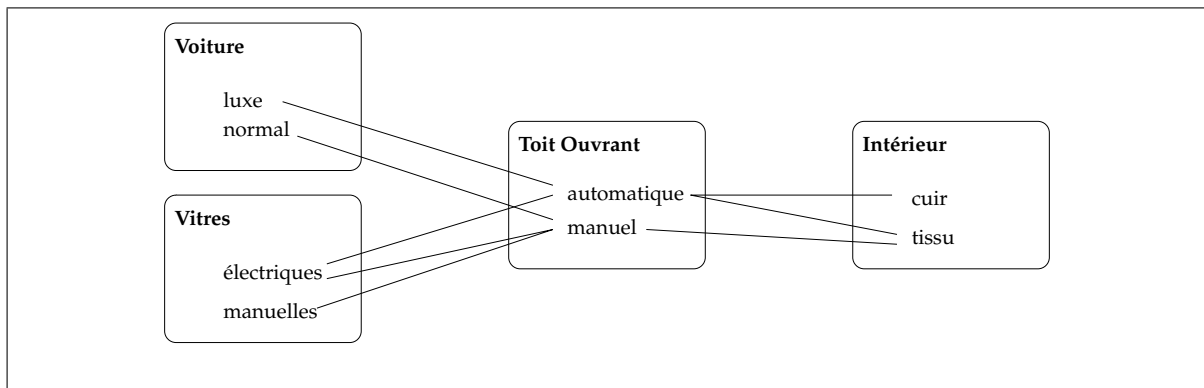 Voiture
luxe
normal
Vitres
électriques
manuelles
Toit Ouvrant
automatique
manuel
Intérieur
cuir
tissu